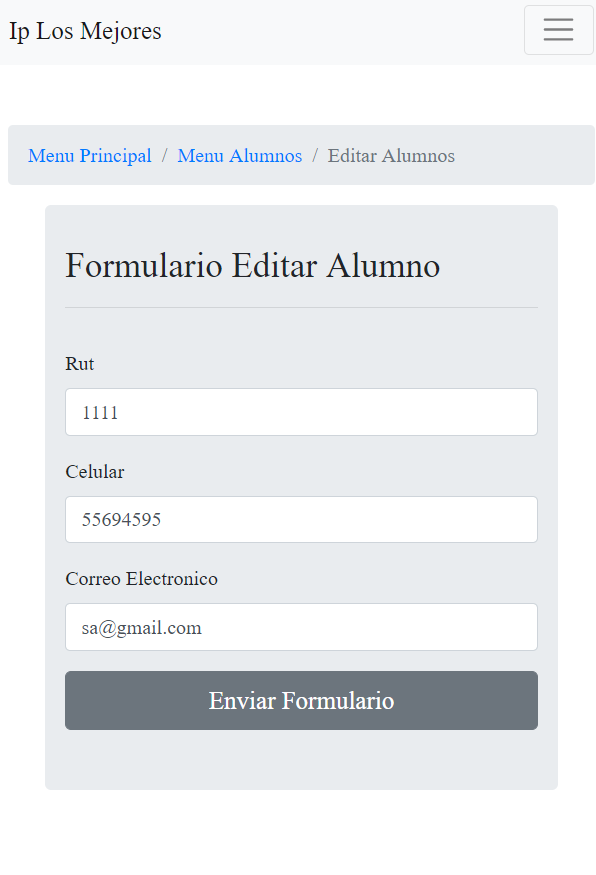 Ip Los Mejores
Menu Principal / Menu Alumnos / Editar Alumnos
Formulario Editar Alumno
Rut
1111
Celular
55694595
Correo Electronico
sa@gmail.com
Enviar Formulario